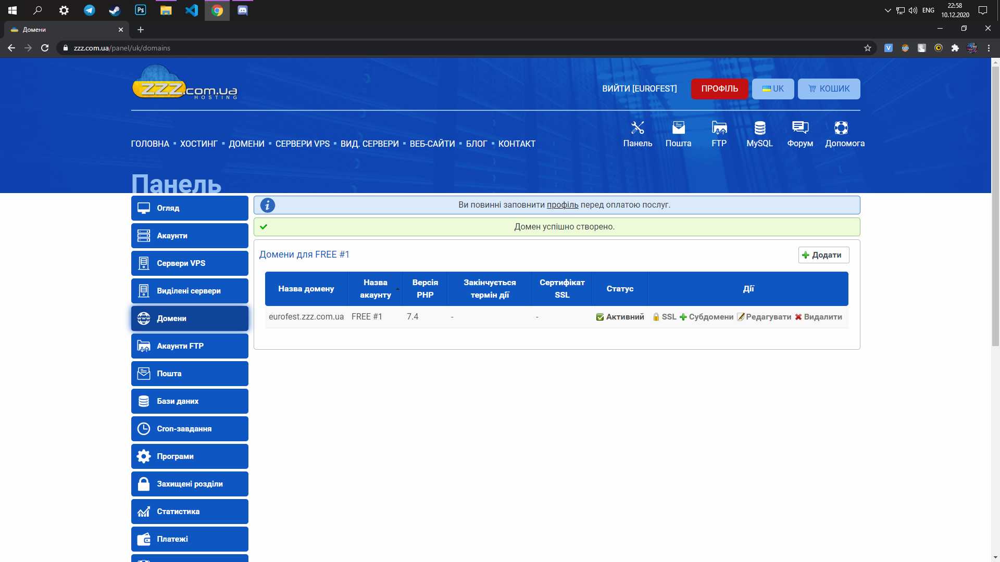 ENG
22:58
10.12.2020
Домени
zzz.com.ua/panel/uk/domains
zzz.com.ua
HOSTING
ВИЙТИ [EUROFEST]
ПРОФІЛЬ
UK
КОШИК
ГОЛОВНА
ХОСТИНГ
ДОМЕНИ
СЕРВЕРИ VPS
ВИД. СЕРВЕРИ
ВЕБ-САЙТИ
БЛОГ
КОНТАКТ
Панель
Пошта
FTP
MySQL
Форум
Допомога
Панель
Огляд
Акаунти
Сервери VPS
Виділені сервери
Домени
Акаунти FTP
Пошта
Бази даних
Cron-завдання
Програми
Захищені розділи
Статистика
Платежі
Ви повинні заповнити профіль перед оплатою послуг.
Домен успішно створено.
Домени для FREE #1
Додати
Назва домену
Назва
акаунту
Версія
PHP
Закінчується
термін дії
Сертифікат
SSL
Статус
Дії
eurofest.zzz.com.ua
FREE #1
7.4
-
-
Активний
SSL
Субдомени
Редагувати
Видалити